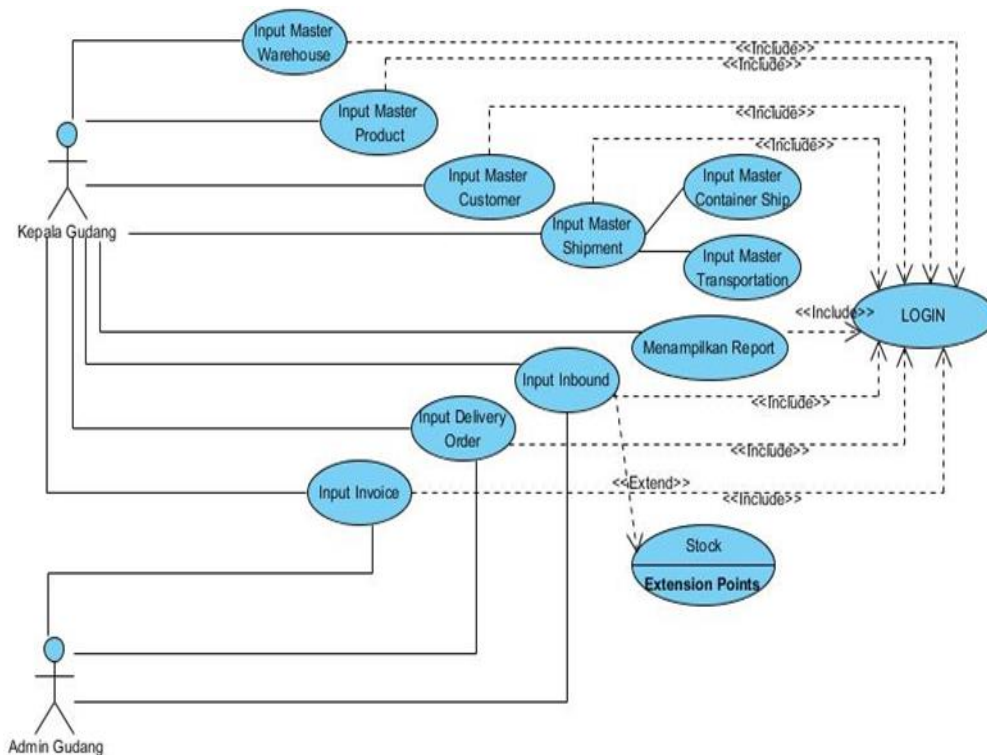 Input Master
Warehouse
<<Include>>
<<Include>>
Input Master
Product
<<Include>>
<<Include>>
Input Master
Customer
Input Master
Container Ship
Input Master
Shipment
Kepala Gudang
Input Master
Transportation
<<Include>>
LOGIN
Menampilkan Report
Input Inbound
<<Include>>
Input Delivery
Order
<<Include>>
<<Extend>>
Input Invoice
<<Include>>
Stock
Extension Points
Admin Gudang